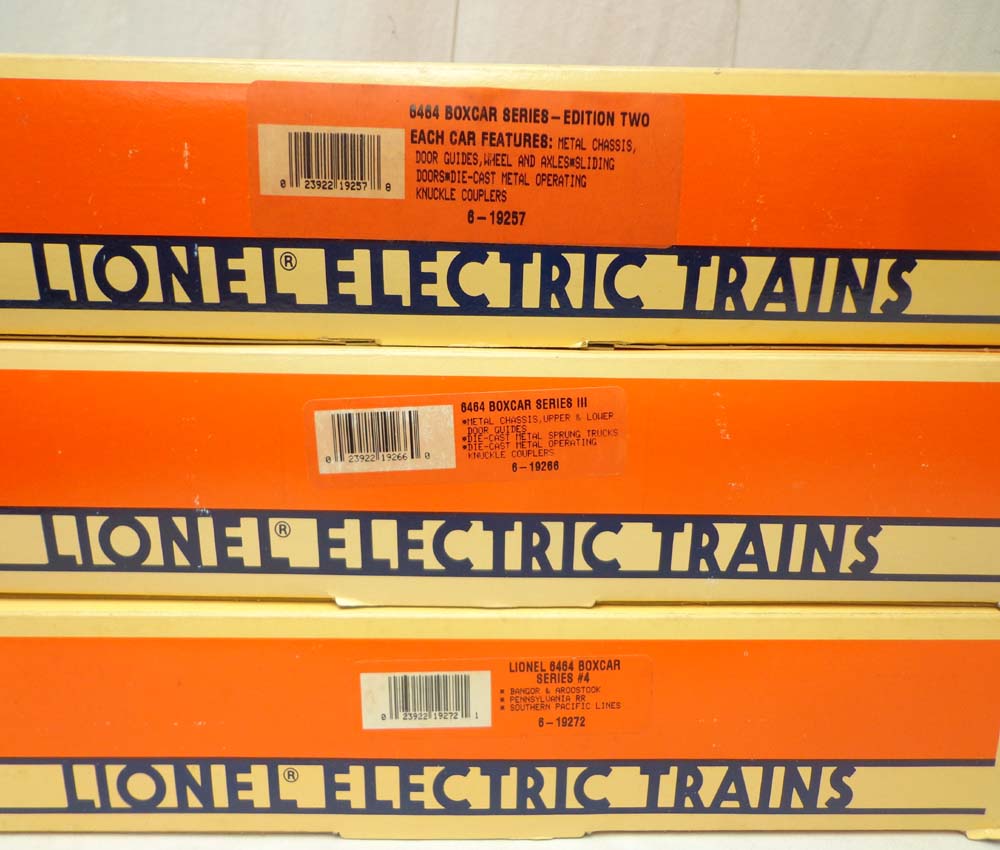 6464 BOXCAR SERIES – EDITION TWO
EACH CAR FEATURES: METAL CHASSIS,
DOOR GUIDES,WHEEL AND AXLES*SLIDING
DOORS*DIE-CAST METAL OPERATING
KNUCKLE COUPLERS
6-19257
0 23922 19257 8
LIONEL® ELECTRIC TRAINS
6464 BOXCAR SERIES III
*METAL CHASSIS,UPPER & LOWER
DOOR GUIDES
*DIE-CAST METAL SPRUNG TRUCKS
*DIE-CAST METAL OPERATING
KNUCKLE COUPLERS
6-19266
0 23922 19266 0
LIONEL® ELECTRIC TRAINS
LIONEL 6464 BOXCAR
SERIES #4
* BANGOR & AROOSTOOK
* PENNSYLVANIA RR
* SOUTHERN PACIFIC LINES
6-19272
0 23922 19272 1
LIONEL® ELECTRIC TRAINS